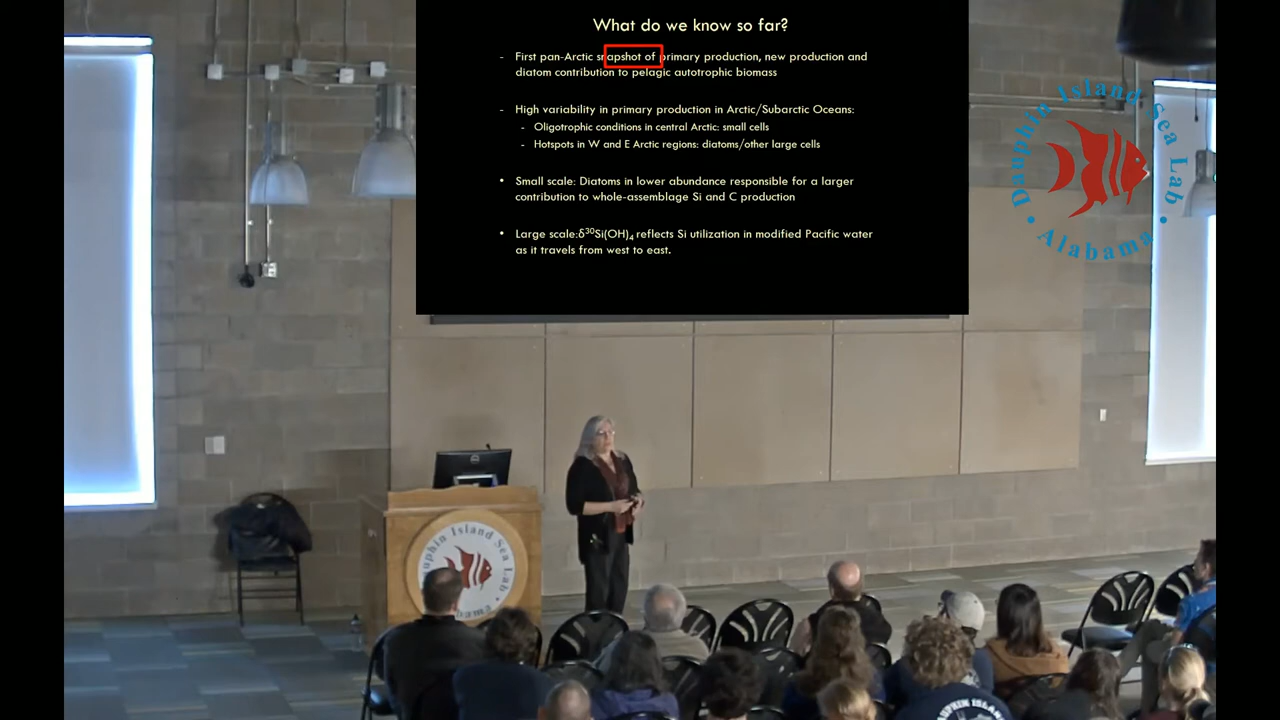 What do we know so far?
- First pan-Arctic snapshot of primary production, new production and
diatom contribution to pelagic autotrophic biomass
- High variability in primary production in Arctic/Subarctic Oceans:
- Oligotrophic conditions in central Arctic: small cells
- Hotspots in W and E Arctic regions: diatoms/other large cells
• Small scale: Diatoms in lower abundance responsible for a larger
contribution to whole-assemblage Si and C production
• Large scale:δ³⁰Si(OH)₄ reflects Si utilization in modified Pacific water
as it travels from west to east.
Dauphin Island Sea Lab
• Alabama •
Dauphin Island Sea Lab
DAUPHIN ISLAND